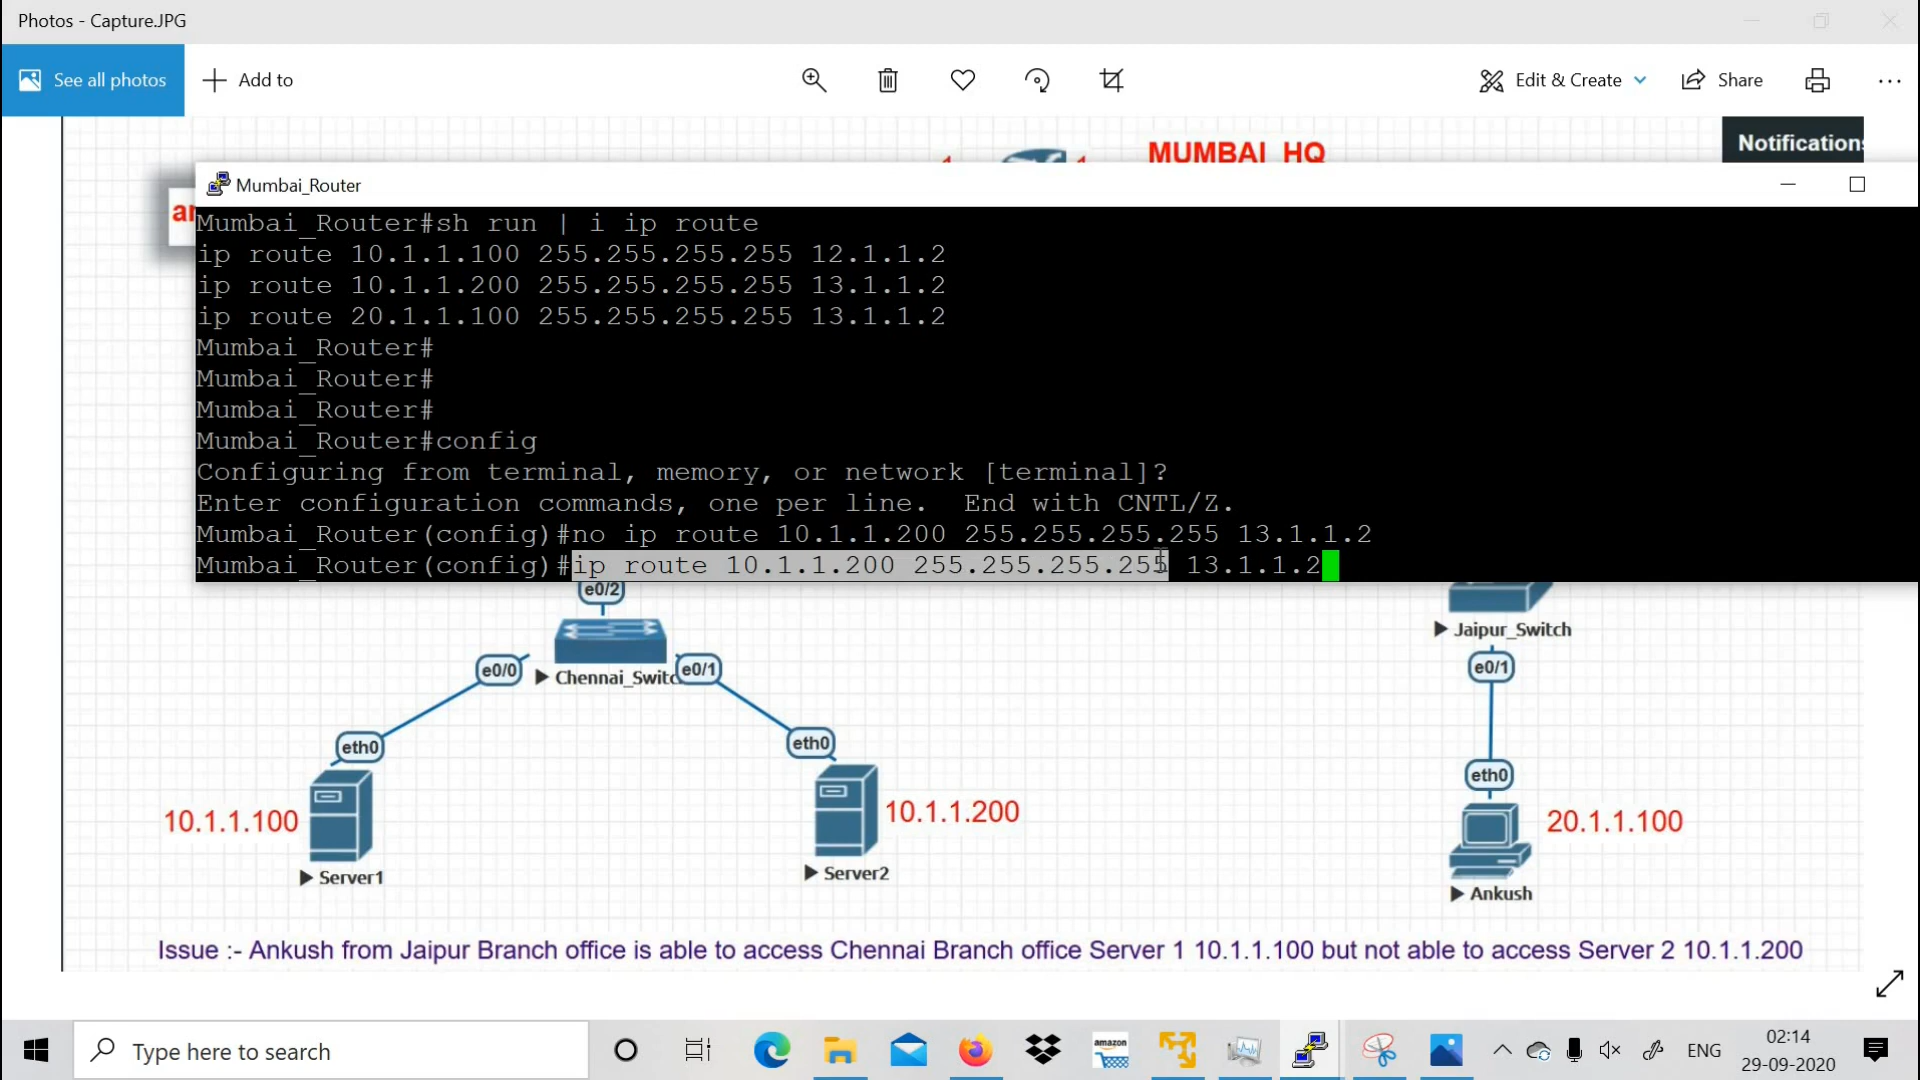 Photos - Capture.JPG
See all photos
Add to
Edit & Create
Share
MUMBAI HQ
Notifications
Mumbai_Router
Mumbai_Router#sh run | i ip route
ip route 10.1.1.100 255.255.255.255 12.1.1.2
ip route 10.1.1.200 255.255.255.255 13.1.1.2
ip route 20.1.1.100 255.255.255.255 13.1.1.2
Mumbai_Router#
Mumbai_Router#
Mumbai_Router#
Mumbai_Router#config
Configuring from terminal, memory, or network [terminal]?
Enter configuration commands, one per line.  End with CNTL/Z.
Mumbai_Router(config)#no ip route 10.1.1.200 255.255.255.255 13.1.1.2
Mumbai_Router(config)#ip route 10.1.1.200 255.255.255.255 13.1.1.2
e0/2
Jaipur_Switch
e0/0
Chennai_Switc
e0/1
e0/1
eth0
eth0
eth0
10.1.1.100
10.1.1.200
20.1.1.100
Server1
Server2
Ankush
Issue :- Ankush from Jaipur Branch office is able to access Chennai Branch office Server 1 10.1.1.100 but not able to access Server 2 10.1.1.200
Type here to search
amazon
ENG
02:14
29-09-2020